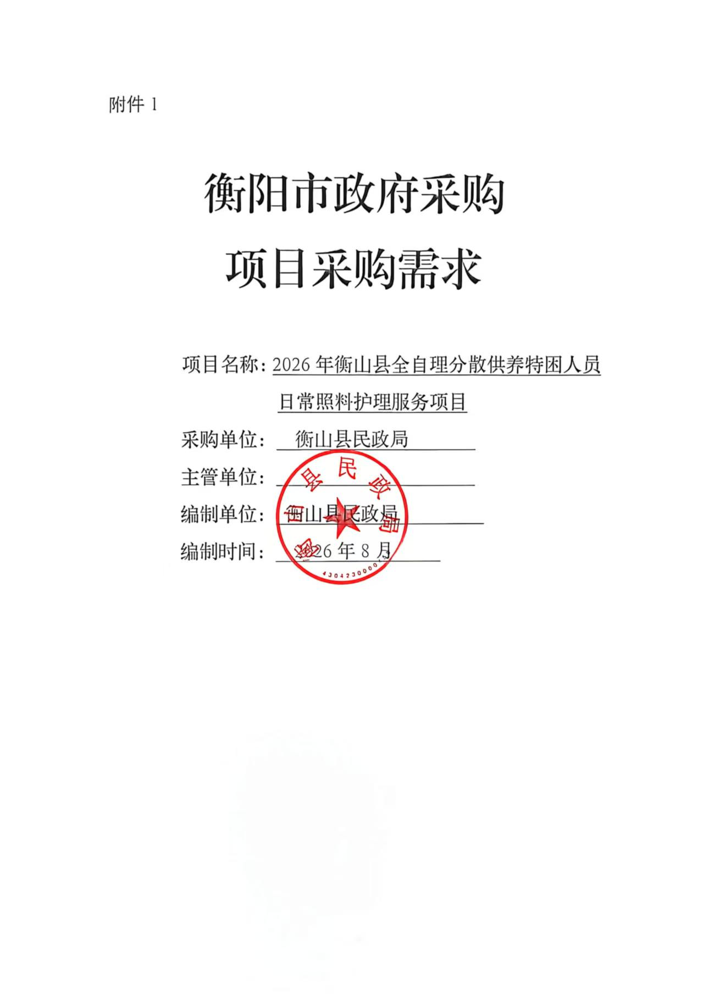 附件 1
衡阳市政府采购
项目采购需求
项目名称：2026 年衡山县全自理分散供养特困人员
日常照料护理服务项目
采购单位：衡山县民政局
主管单位：
编制单位：衡山县民政局
编制时间：2026 年 8 月
衡山县民政局
4304230000